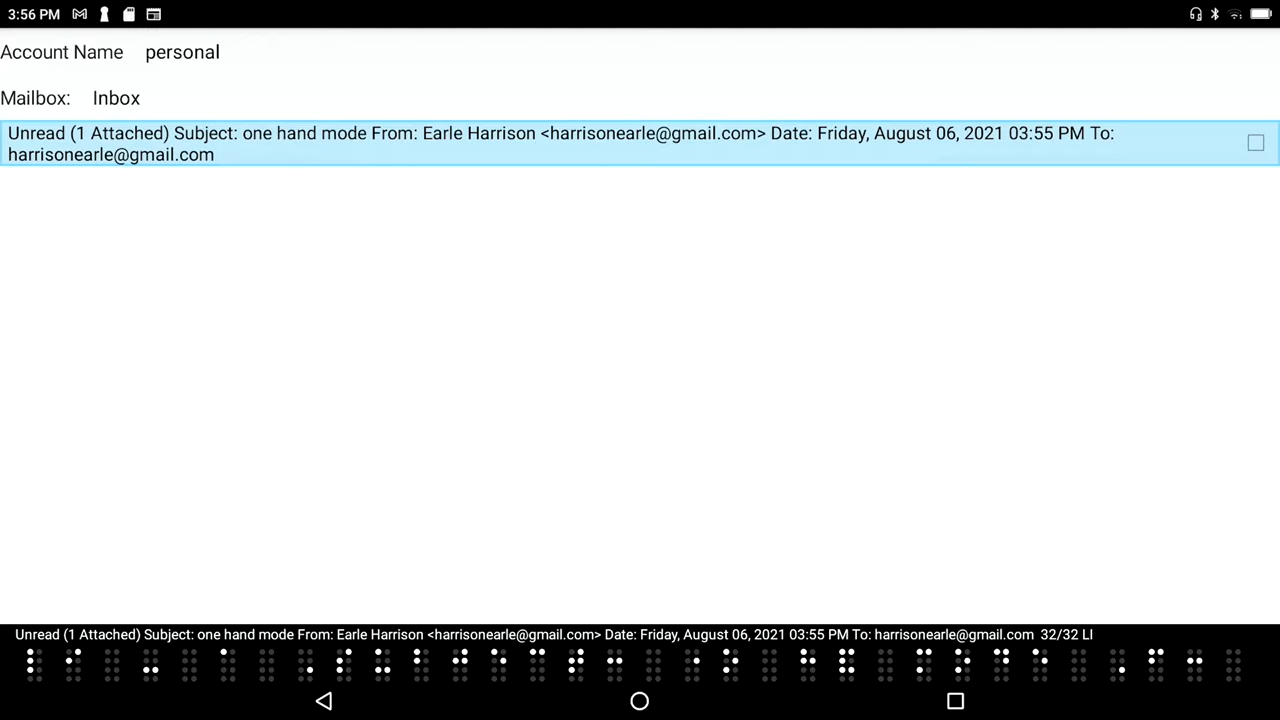 3:56 PM
Account Name personal
Mailbox: Inbox
Unread (1 Attached) Subject: one hand mode From: Earle Harrison <harrisonearle@gmail.com> Date: Friday, August 06, 2021 03:55 PM To:
harrisonearle@gmail.com
Unread (1 Attached) Subject: one hand mode From: Earle Harrison <harrisonearle@gmail.com> Date: Friday, August 06, 2021 03:55 PM To: harrisonearle@gmail.com 32/32 LI